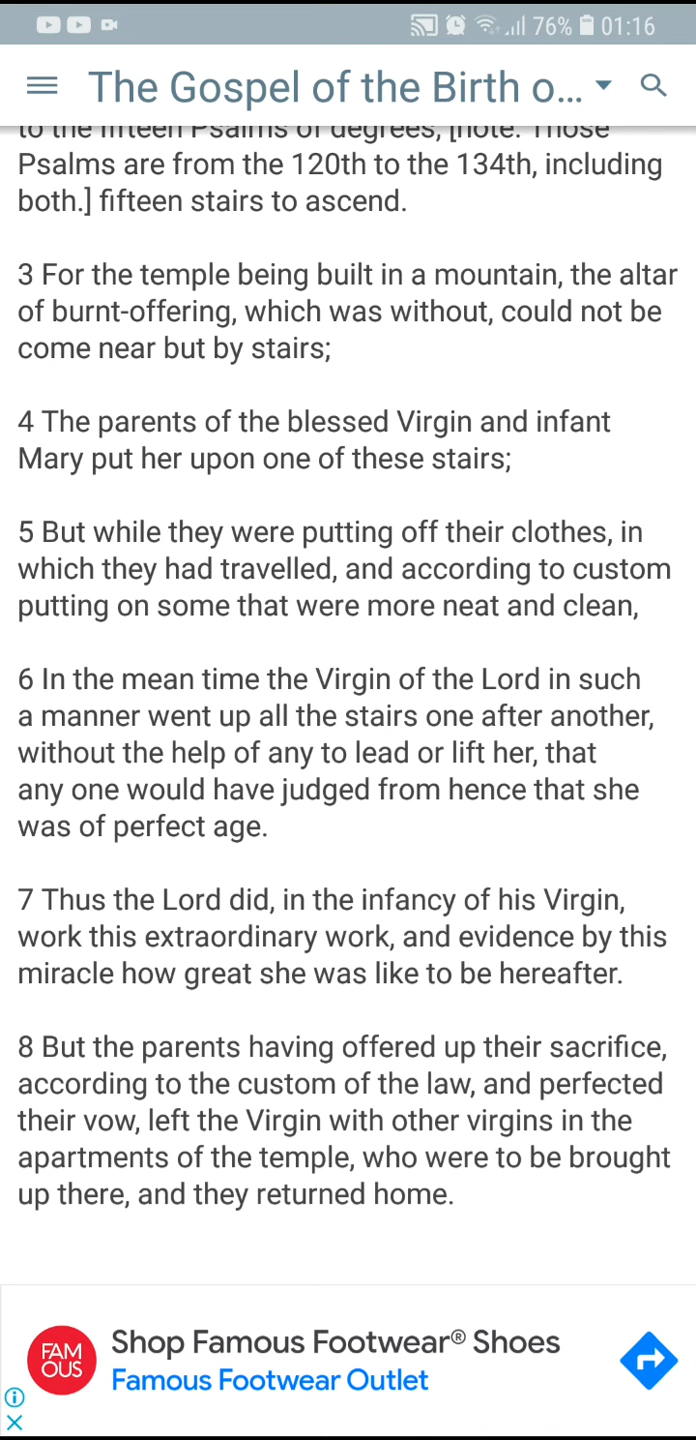 76% 01:16
The Gospel of the Birth o...
to the fifteen Psalms of degrees, [note: Those
Psalms are from the 120th to the 134th, including
both.] fifteen stairs to ascend.
3 For the temple being built in a mountain, the altar
of burnt-offering, which was without, could not be
come near but by stairs;
4 The parents of the blessed Virgin and infant
Mary put her upon one of these stairs;
5 But while they were putting off their clothes, in
which they had travelled, and according to custom
putting on some that were more neat and clean,
6 In the mean time the Virgin of the Lord in such
a manner went up all the stairs one after another,
without the help of any to lead or lift her, that
any one would have judged from hence that she
was of perfect age.
7 Thus the Lord did, in the infancy of his Virgin,
work this extraordinary work, and evidence by this
miracle how great she was like to be hereafter.
8 But the parents having offered up their sacrifice,
according to the custom of the law, and perfected
their vow, left the Virgin with other virgins in the
apartments of the temple, who were to be brought
up there, and they returned home.
FAM
OUS
Shop Famous Footwear® Shoes
Famous Footwear Outlet